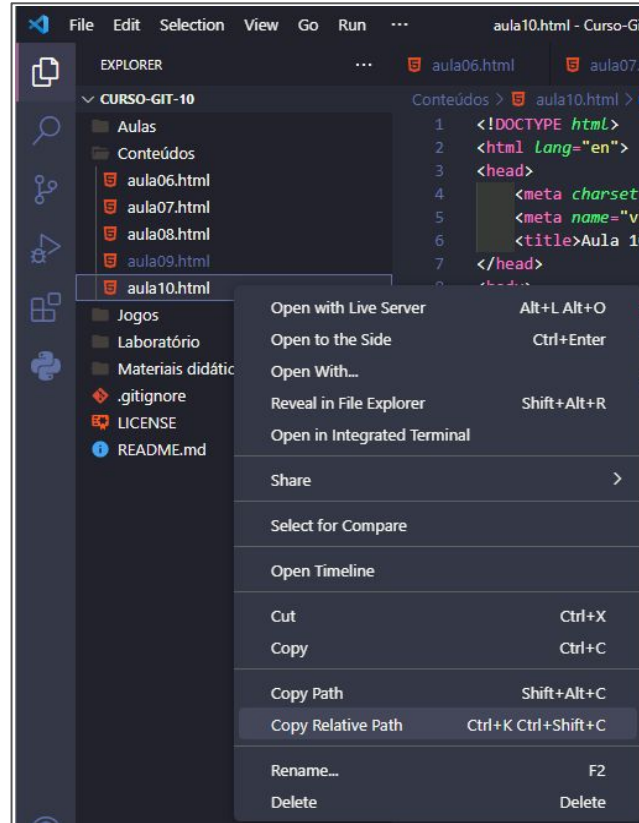 File Edit Selection View Go Run ··· aula10.html - Curso-Gi
EXPLORER ···
aula06.html aula07.
CURSO-GIT-10
Conteúdos > aula10.html >
Aulas
Conteúdos
aula06.html
aula07.html
aula08.html
aula09.html
aula10.html
Jogos
Laboratório
Materiais didátic
.gitignore
LICENSE
README.md
1 <!DOCTYPE html>
2 <html lang="en">
3 <head>
4 <meta charset
5 <meta name="v
6 <title>Aula 1
7 </head>
Open with Live Server Alt+L Alt+O
Open to the Side Ctrl+Enter
Open With...
Reveal in File Explorer Shift+Alt+R
Open in Integrated Terminal
Share >
Select for Compare
Open Timeline
Cut Ctrl+X
Copy Ctrl+C
Copy Path Shift+Alt+C
Copy Relative Path Ctrl+K Ctrl+Shift+C
Rename... F2
Delete Delete